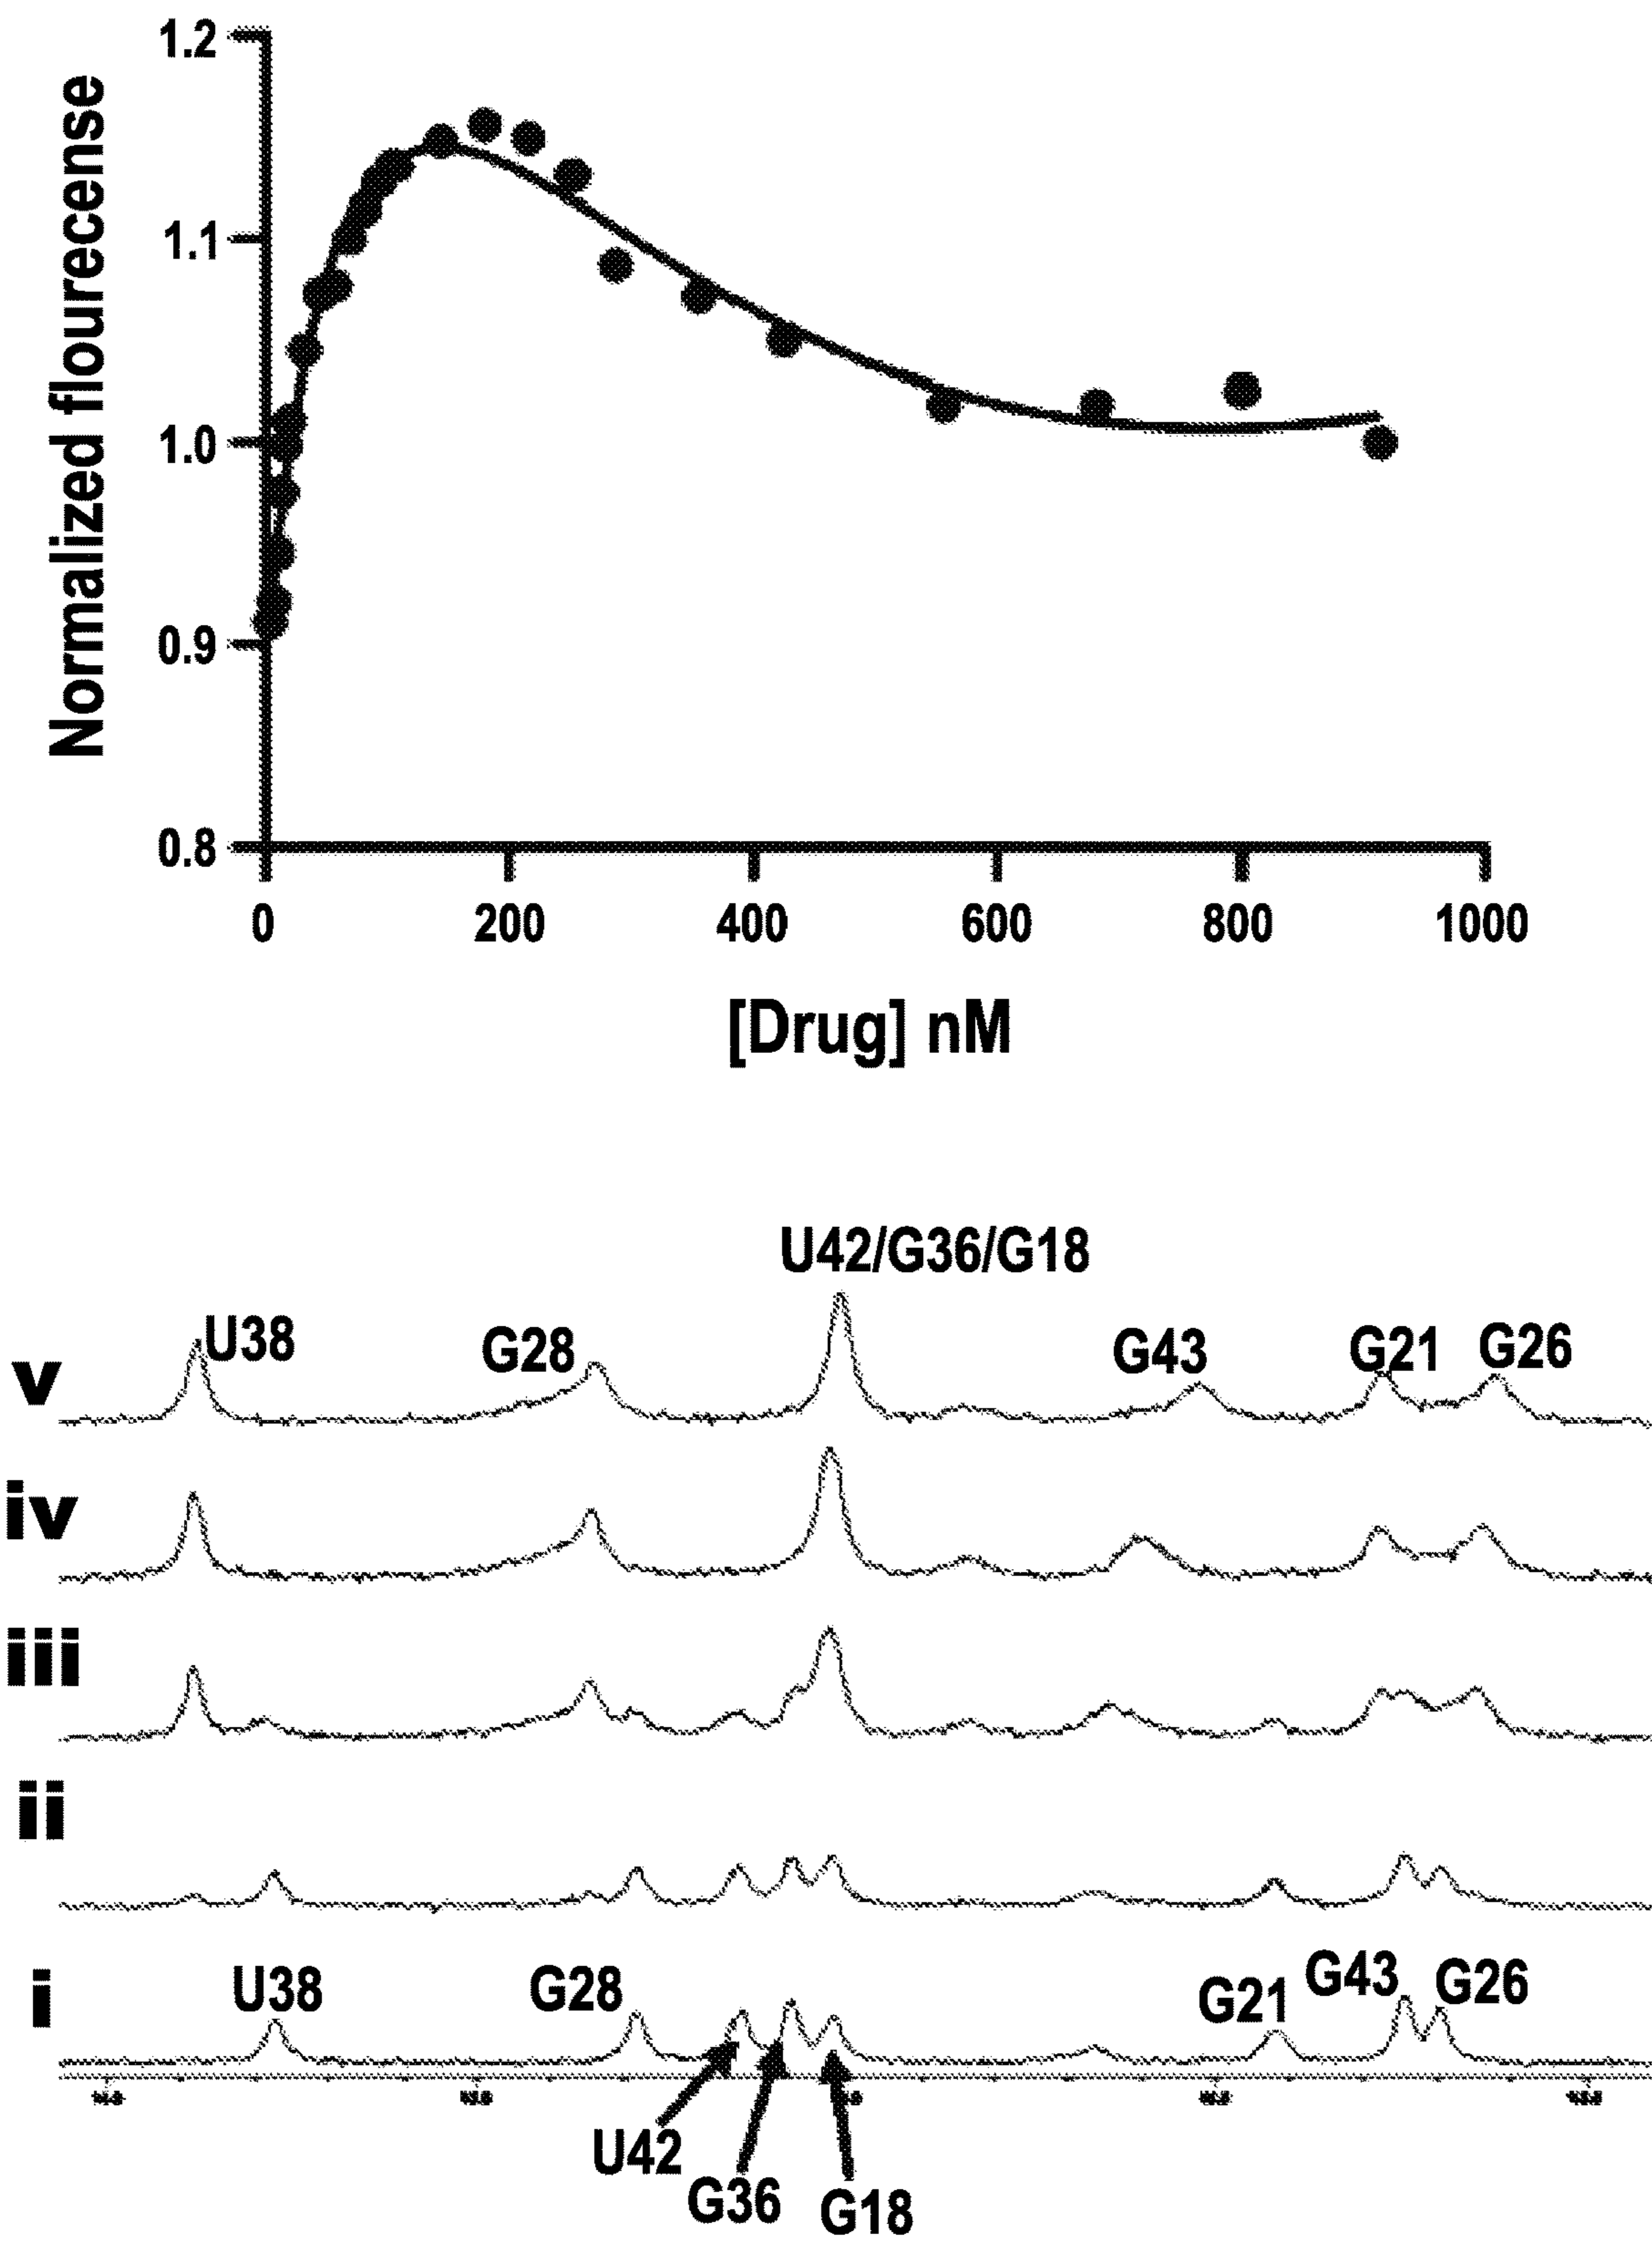 1.2
1.1
1.0
0.9
0.8
Normalized flourecense
0 200 400 600 800 1000
[Drug] nM
U42/G36/G18
v U38 G28 G43 G21 G26
iv
iii
ii
i U38 G28 G21 G43 G26
U42
G36 G18